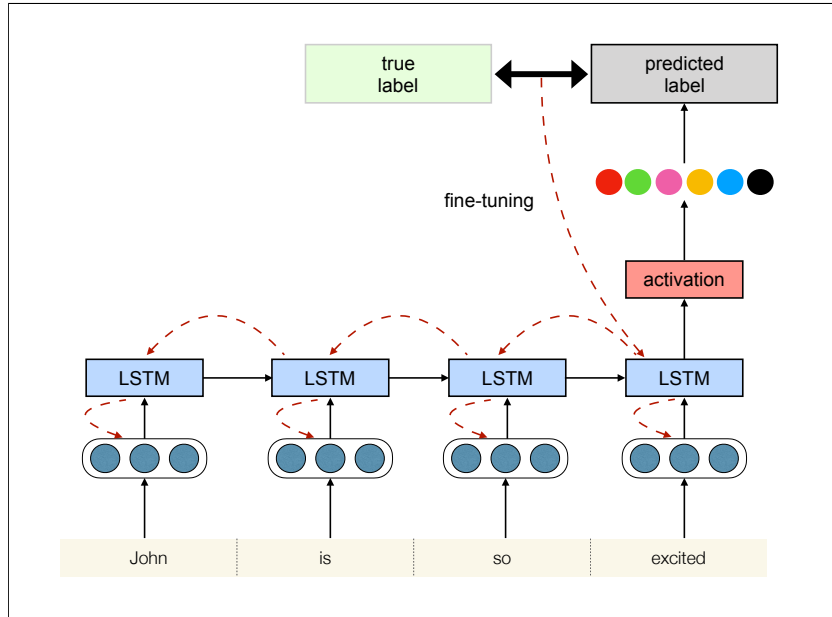 true
label
predicted
label
fine-tuning
activation
LSTM
LSTM
LSTM
LSTM
John
is
so
excited